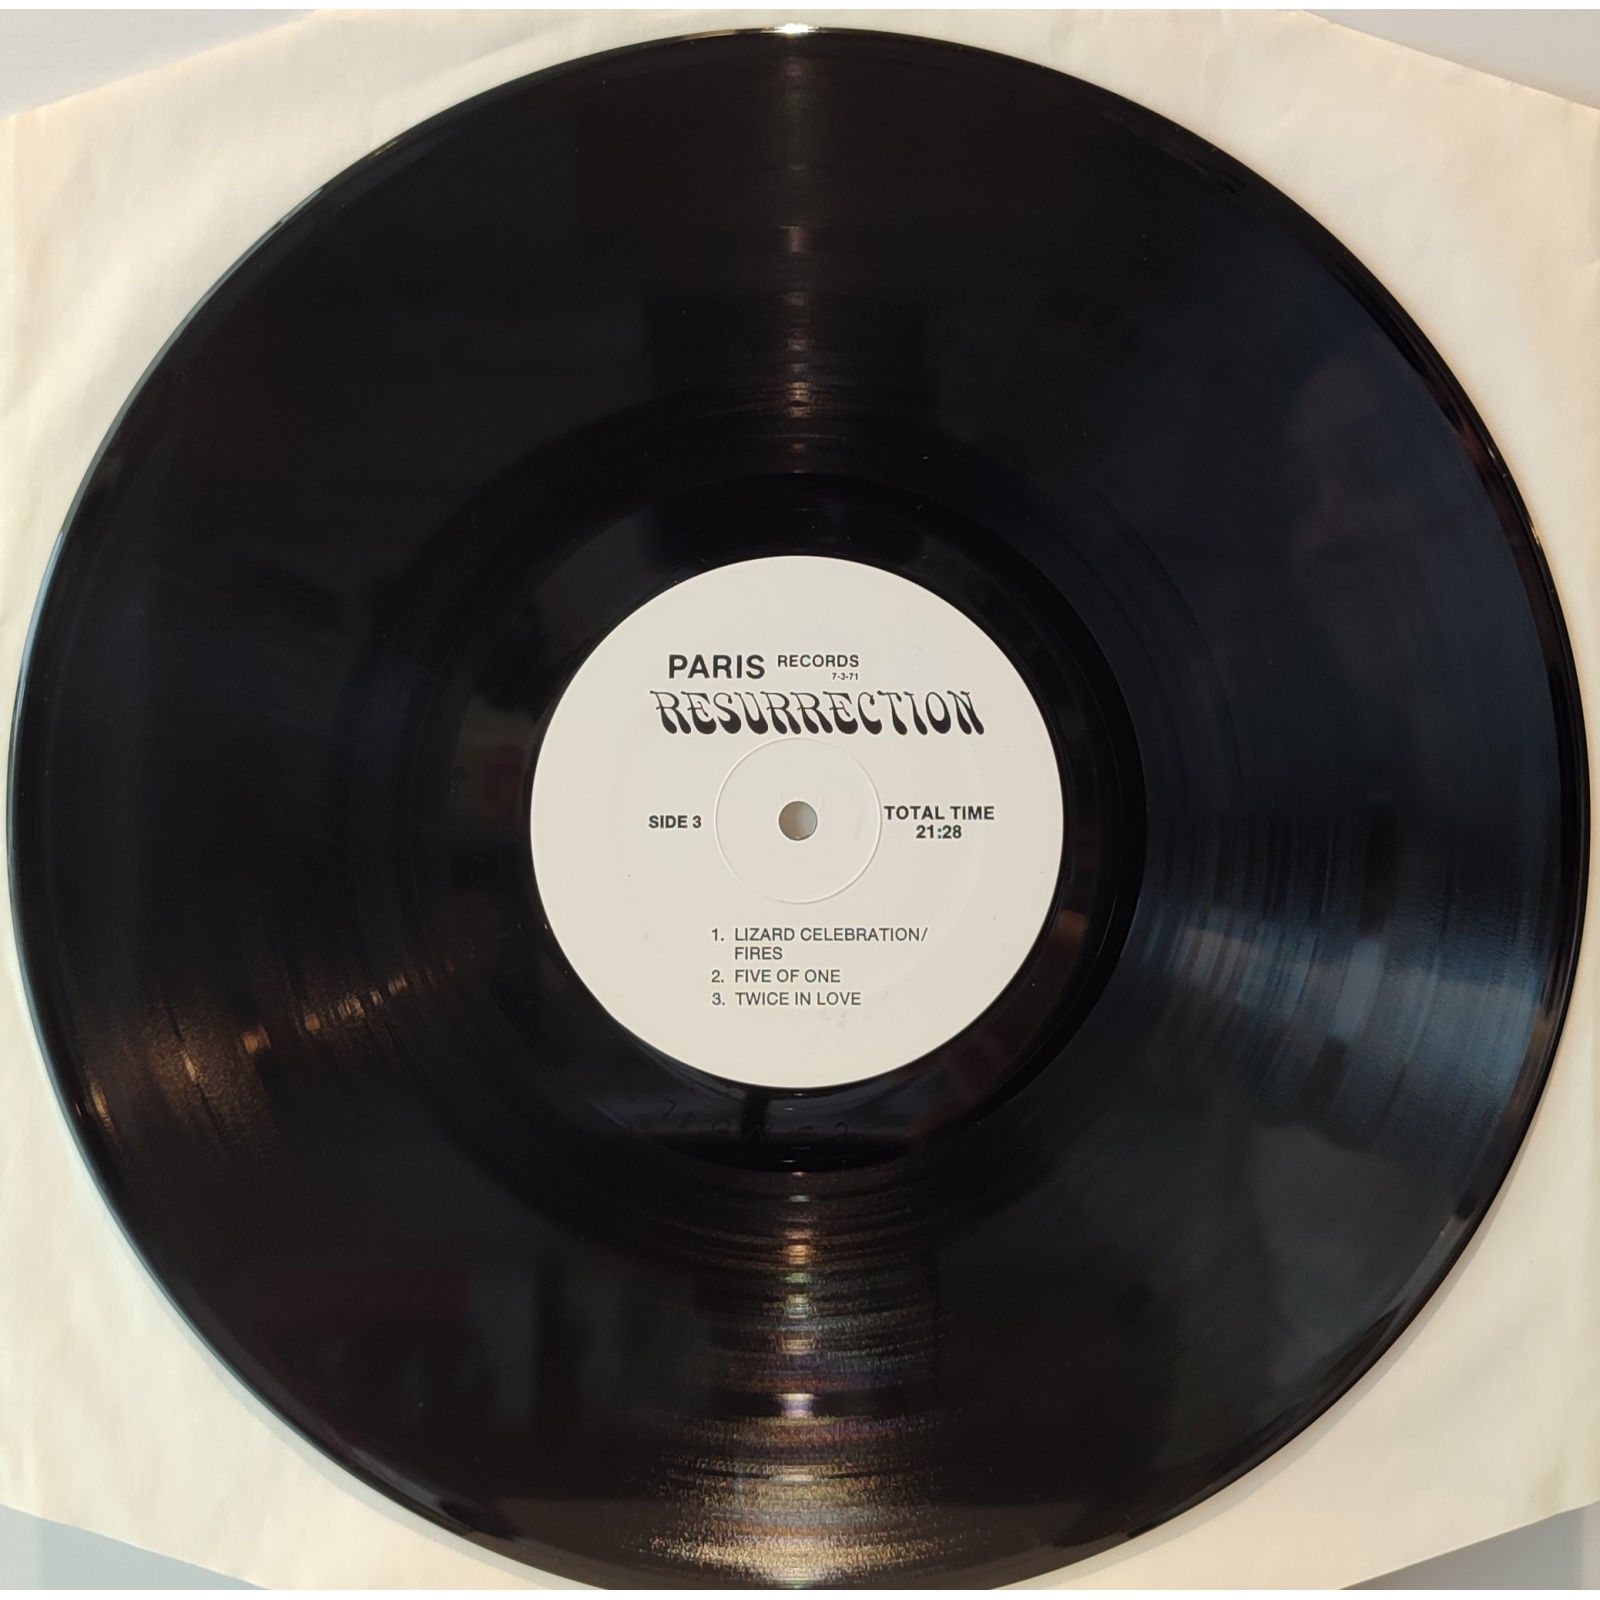 PARIS RECORDS
7-3-71
RESURRECTION
SIDE 3
TOTAL TIME
21:28
1. LIZARD CELEBRATION/
FIRES
2. FIVE OF ONE
3. TWICE IN LOVE